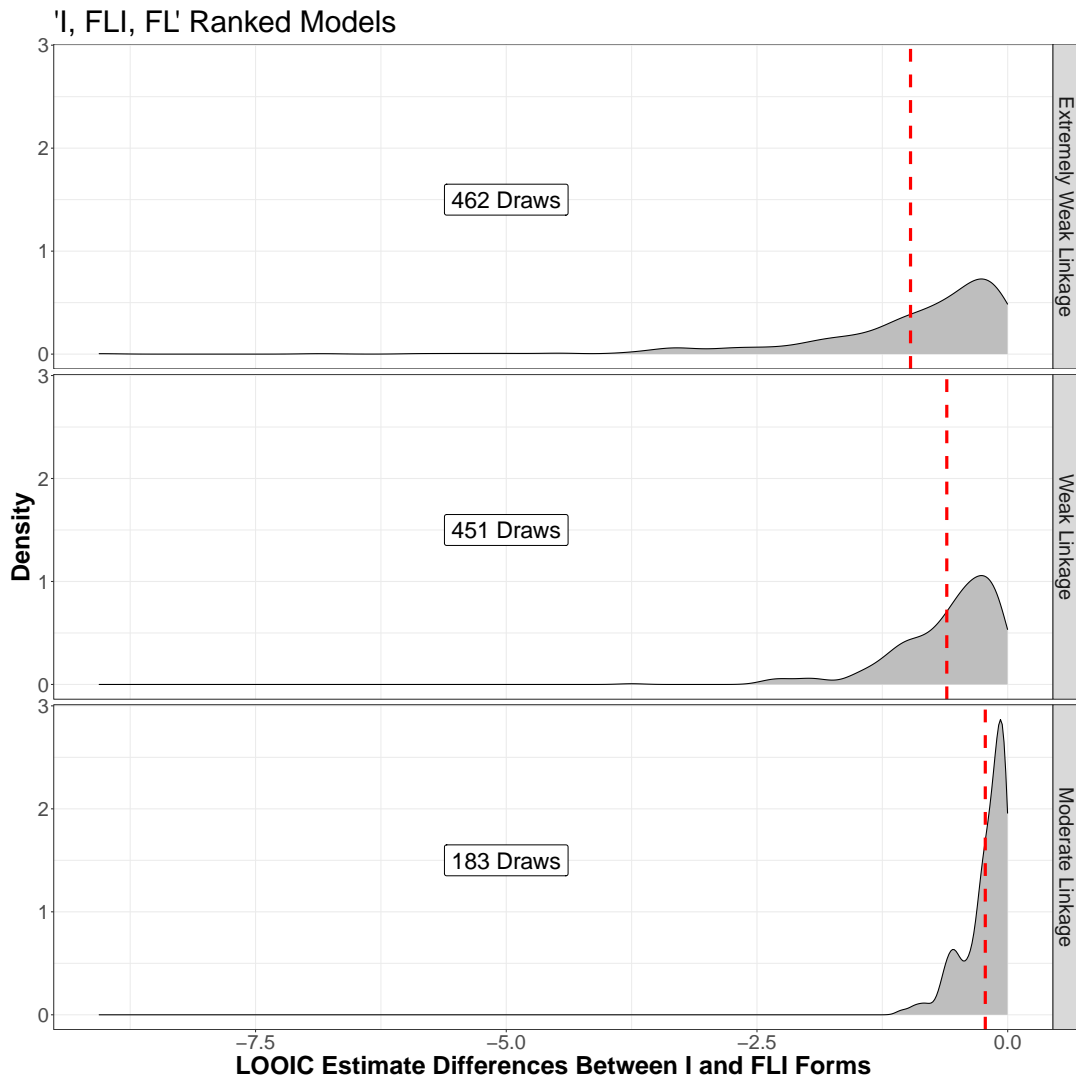 'I, FLI, FL' Ranked Models
3
2
1
0
462 Draws
Extremely Weak Linkage
3
2
1
0
451 Draws
Weak Linkage
Density
3
2
1
0
183 Draws
Moderate Linkage
−7.5
−5.0
−2.5
0.0
LOOIC Estimate Differences Between I and FLI Forms